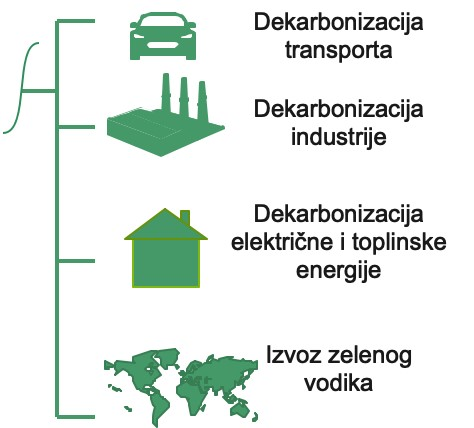 Dekarbonizacija
transporta
Dekarbonizacija
industrije
Dekarbonizacija
električne i toplinske
energije
Izvoz zelenog
vodika